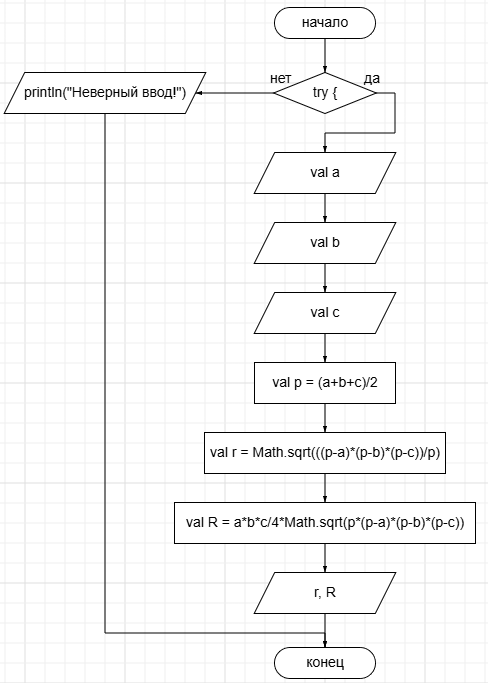 начало
нет
да
try {
println("Неверный ввод!")
val a
val b
val c
val p = (a+b+c)/2
val r = Math.sqrt(((p-a)*(p-b)*(p-c))/p)
val R = a*b*c/4*Math.sqrt(p*(p-a)*(p-b)*(p-c))
r, R
конец